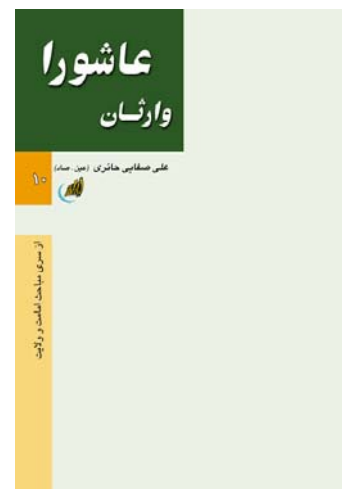 عاشورا
وارثان
علی صفایی حائری (عین . صاد)
۱۰
از سری مباحث امامت و ولایت